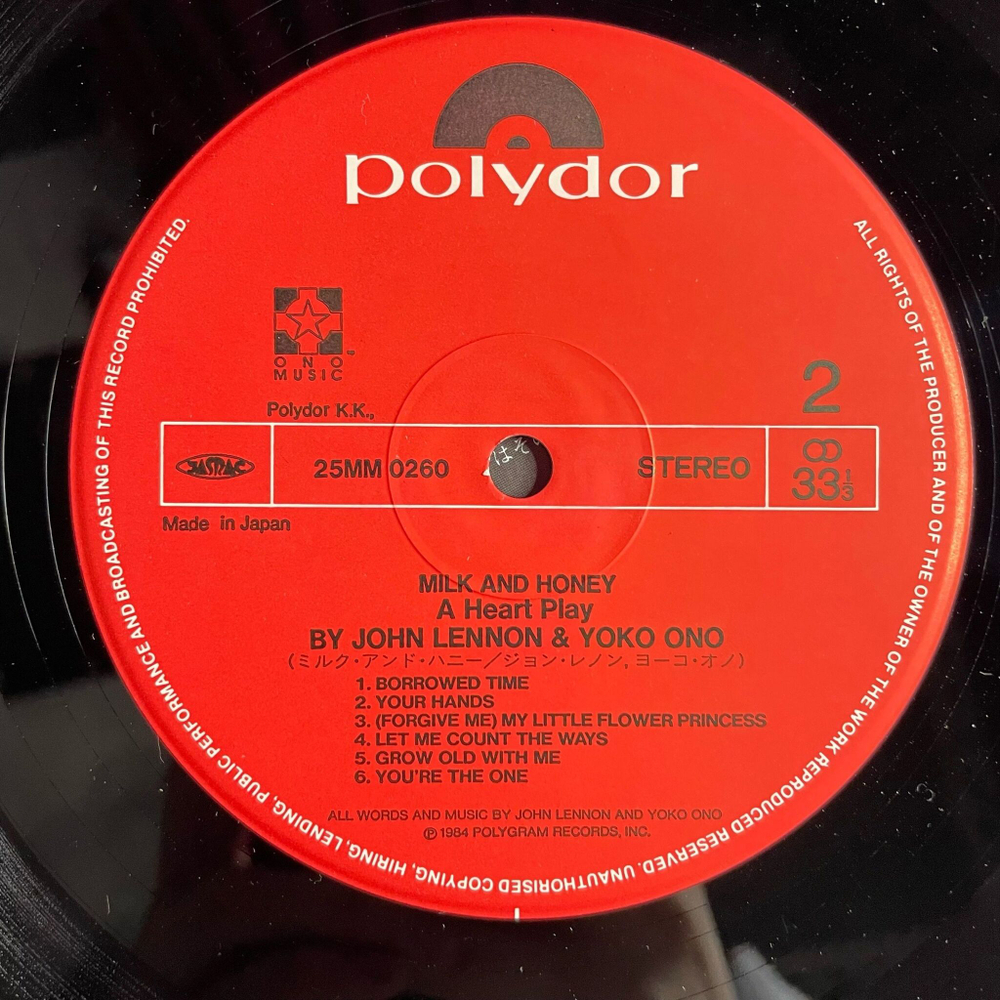 polydor
ALL RIGHTS OF THE PRODUCER AND OF THE OWNER OF THE WORK REPRODUCED RESERVED. UNAUTHORISED COPYING, HIRING, LENDING, PUBLIC PERFORMANCE AND BROADCASTING OF THIS RECORD PROHIBITED.
ONO
MUSIC
2
Polydor K.K.,
JASRAC
25MM 0260
はそ
STEREO
33 1/3
Made in Japan
MILK AND HONEY
A Heart Play
BY JOHN LENNON & YOKO ONO
(ミルク・アンド・ハニー/ジョン・レノン, ヨーコ・オノ)
1. BORROWED TIME
2. YOUR HANDS
3. (FORGIVE ME) MY LITTLE FLOWER PRINCESS
4. LET ME COUNT THE WAYS
5. GROW OLD WITH ME
6. YOU'RE THE ONE
ALL WORDS AND MUSIC BY JOHN LENNON AND YOKO ONO
Ⓟ 1984 POLYGRAM RECORDS, INC.